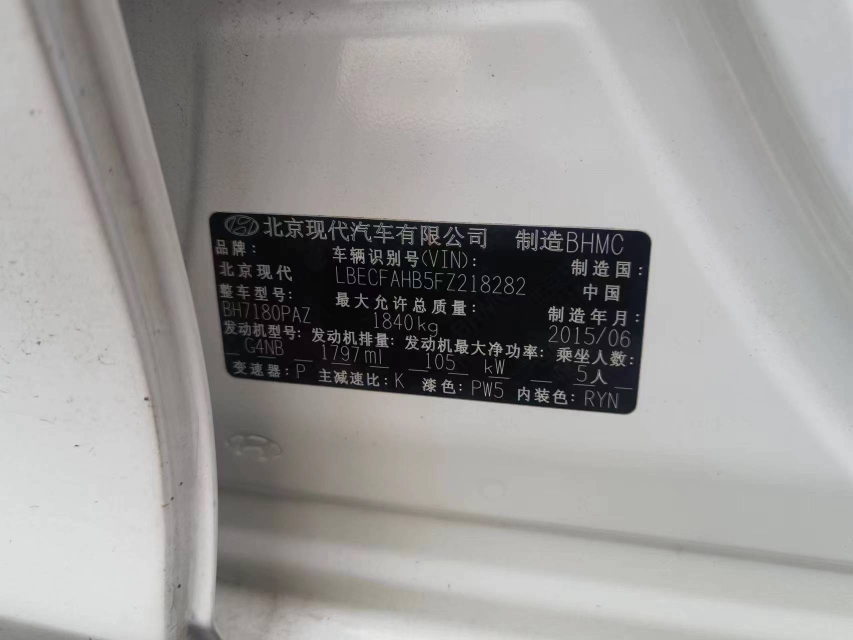 北京现代汽车有限公司 制造BHMC
品牌: 车辆识别号(VIN): 制造国:
北京现代 LBECFAHB5FZ218282 中国
整车型号: 最大允许总质量: 制造年月:
BH7180PAZ 1840kg 2015/06
发动机型号: 发动机排量: 发动机最大净功率: 乘坐人数:
G4NB 1797ml 105 kW 5人
变速器: P 主减速比: K 漆色: PW5 内装色: RYN